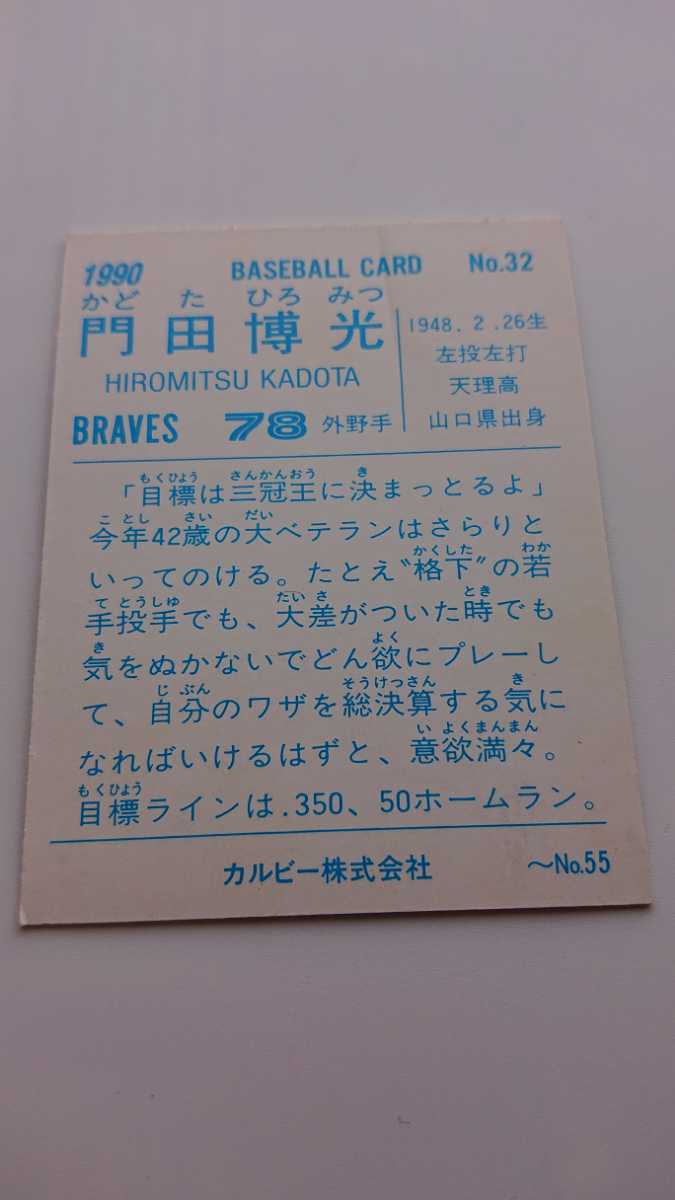 1990 BASEBALL CARD No.32
かど た ひろ みつ
門田博光
HIROMITSU KADOTA
BRAVES 78 外野手
1948. 2 .26生
左投左打
天理高
山口県出身
もくひょう さんかんおう き
「目標は三冠王に決まっとるよ」
こ とし さい だい
今年42歳の大ベテランはさらりと
かくした わか
いってのける。たとえ“格下”の若
て とうしゅ たい さ とき
手投手でも、大差がついた時でも
き よく
気をぬかないでどん欲にプレーし
じ ぶん そうけっさん き
て、自分のワザを総決算する気に
い よくまんまん
なればいけるはずと、意欲満々。
もくひょう
目標ラインは.350、50ホームラン。
カルビー株式会社 〜No.55